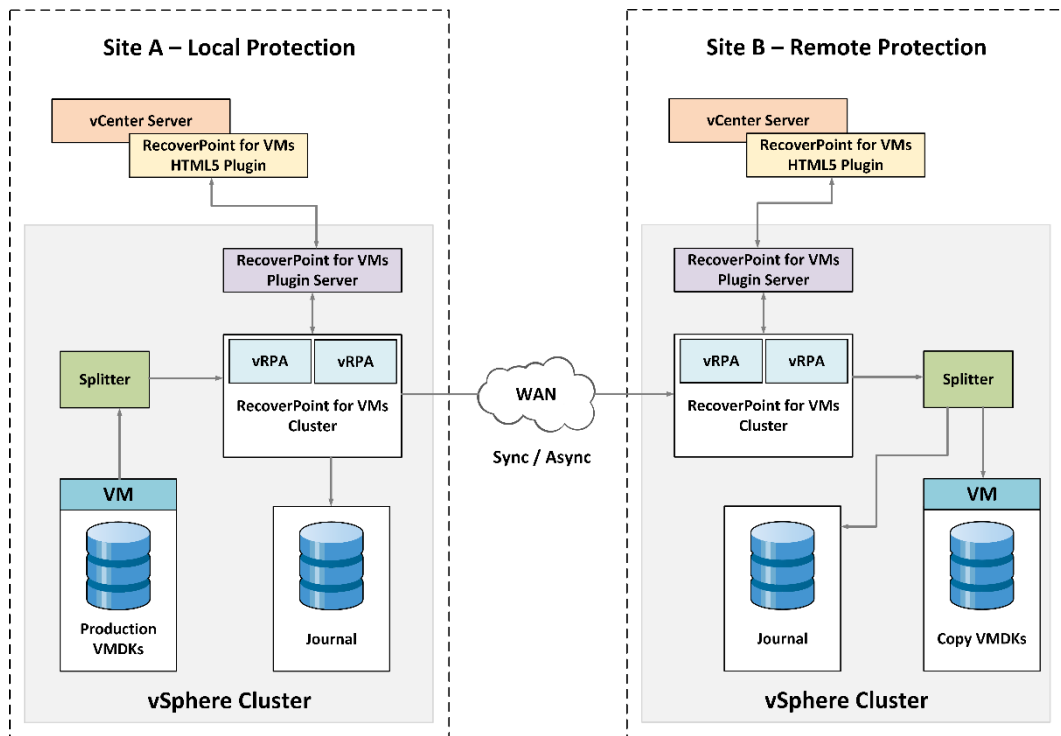 Site A – Local Protection
vCenter Server
RecoverPoint for VMs
HTML5 Plugin
RecoverPoint for VMs
Plugin Server
vRPA
vRPA
RecoverPoint for VMs
Cluster
Splitter
VM
Production
VMDKs
Journal
vSphere Cluster
WAN
Sync / Async
Site B – Remote Protection
vCenter Server
RecoverPoint for VMs
HTML5 Plugin
RecoverPoint for VMs
Plugin Server
vRPA
vRPA
RecoverPoint for VMs
Cluster
Splitter
Journal
VM
Copy VMDKs
vSphere Cluster